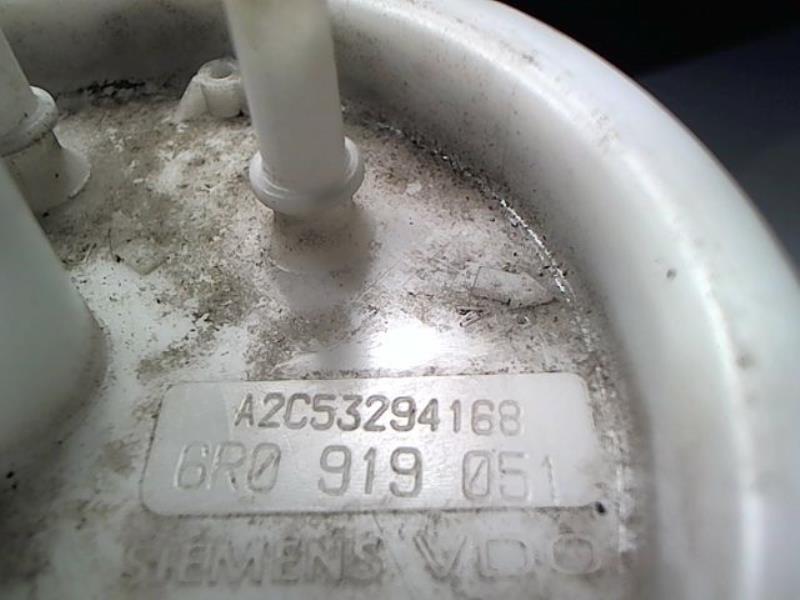 A2C53294168
6R0 919 051
SIEMENS VDO